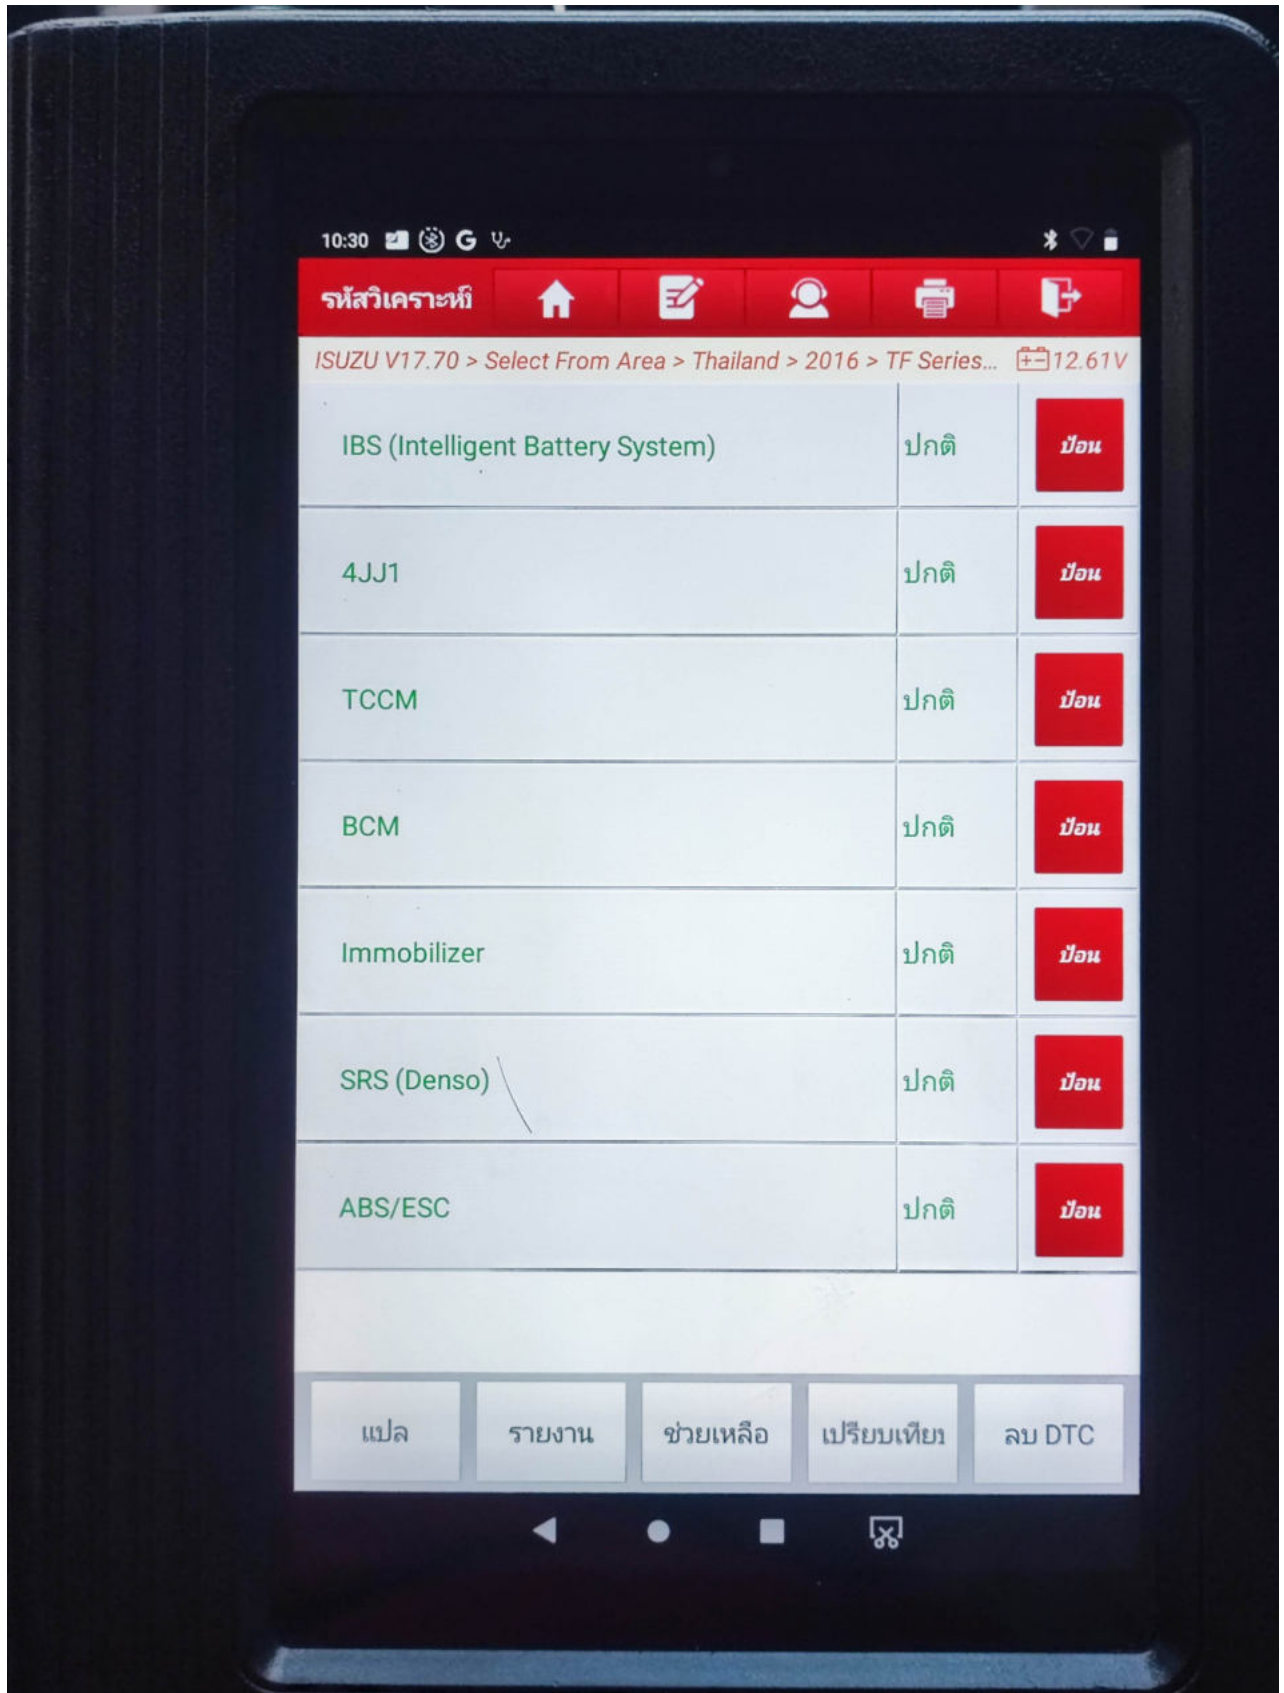 10:30 G
รหัสวิเคราะห์
ISUZU V17.70 > Select From Area > Thailand > 2016 > TF Series... 12.61V
IBS (Intelligent Battery System) ปกติ ป้อน
4JJ1 ปกติ ป้อน
TCCM ปกติ ป้อน
BCM ปกติ ป้อน
Immobilizer ปกติ ป้อน
SRS (Denso) ปกติ ป้อน
ABS/ESC ปกติ ป้อน
แปล รายงาน ช่วยเหลือ เปรียบเทียบ ลบ DTC